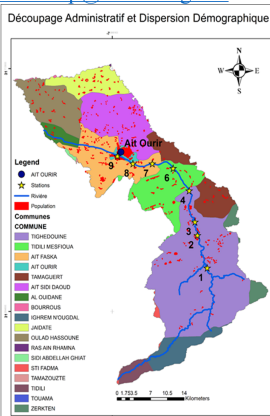 Découpage Administratif et Dispersion Démographique
N
W E
S
Ait Ourir
9
8
7
6
4
3
2
1
Legend
AIT OURIR
Stations
Rivière
Population
Communes
COMMUNE
TIGHEDOUINE
TIDILI MESFIOUA
AIT FASKA
AIT OURIR
TAMAGUERT
AIT SIDI DAOUD
AL OUIDANE
BOURROUS
IGHREM N'OUGDAL
JAIDATE
OULAD HASSOUNE
RAS AIN RHAMNA
SIDI ABDELLAH GHIAT
STI FADMA
TAMAZOUZTE
TIDILI
TOUAMA
ZERKTEN
0 1.75 3.5 7 10.5 14
Kilometers